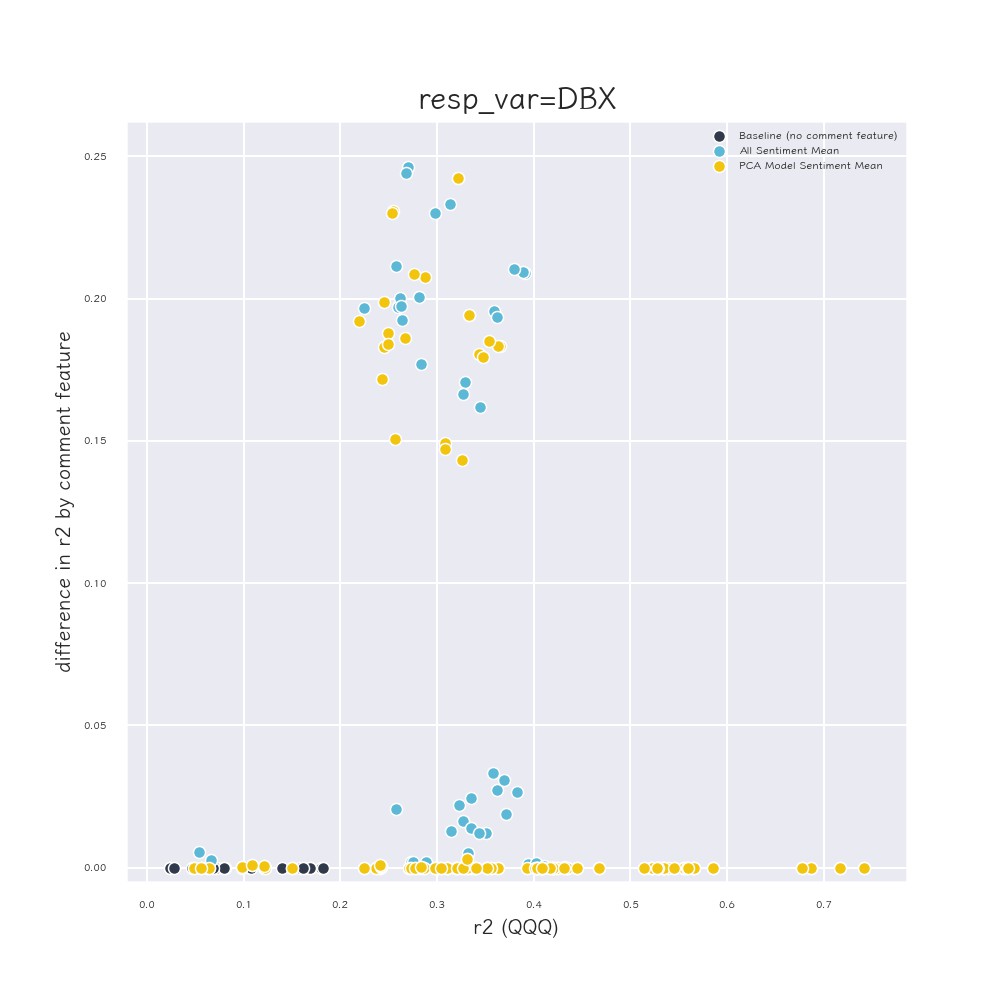 resp_var=DBX
Baseline (no comment feature)
All Sentiment Mean
PCA Model Sentiment Mean
difference in r2 by comment feature
0.25
0.20
0.15
0.10
0.05
0.00
0.0 0.1 0.2 0.3 0.4 0.5 0.6 0.7
r2 (QQQ)